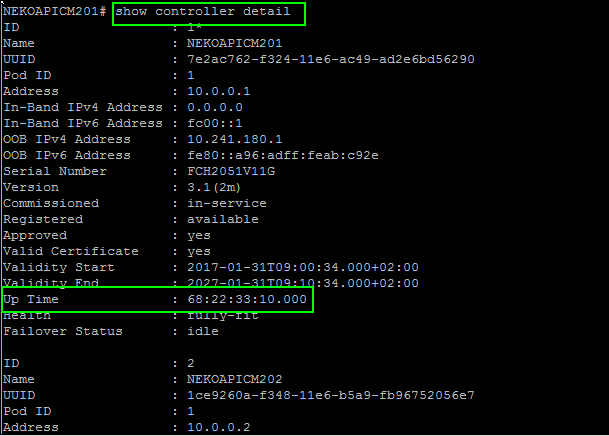 NEKOAPICM201# show controller detail
ID : 1*
Name : NEKOAPICM201
UUID : 7e2ac762-f324-11e6-ac49-ad2e6bd56290
Pod ID : 1
Address : 10.0.0.1
In-Band IPv4 Address : 0.0.0.0
In-Band IPv6 Address : fc00::1
OOB IPv4 Address : 10.241.180.1
OOB IPv6 Address : fe80::a96:adff:feab:c92e
Serial Number : FCH2051V11G
Version : 3.1(2m)
Commissioned : in-service
Registered : available
Approved : yes
Valid Certificate : yes
Validity Start : 2017-01-31T09:00:34.000+02:00
Validity End : 2027-01-31T09:10:34.000+02:00
Up Time : 68:22:33:10.000
Health : fully-fit
Failover Status : idle
ID : 2
Name : NEKOAPICM202
UUID : 1ce9260a-f348-11e6-b5a9-fb96752056e7
Pod ID : 1
Address : 10.0.0.2